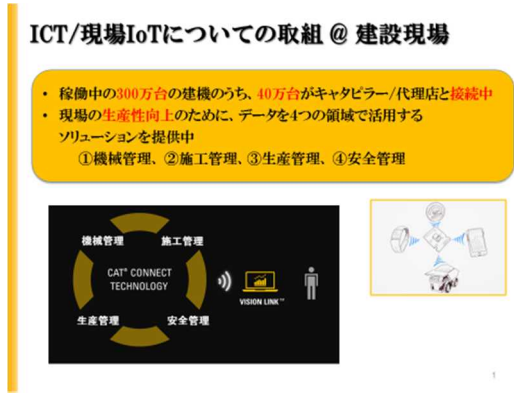 ICT/現場IoTについての取組 @ 建設現場
• 稼働中の300万台の建機のうち、40万台がキャタピラー/代理店と接続中
• 現場の生産性向上のために、データを4つの領域で活用する
ソリューションを提供中
①機械管理、②施工管理、③生産管理、④安全管理
機械管理 施工管理
CAT® CONNECT
TECHNOLOGY
VISION LINK™
生産管理 安全管理
1